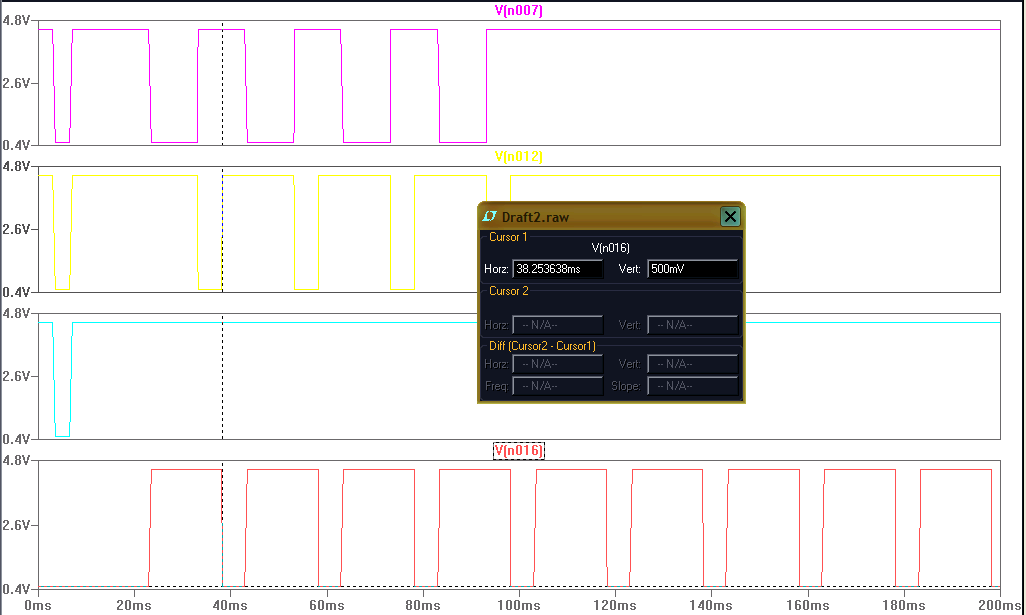 V(n007)
4.8V
2.6V
0.4V
V(n012)
4.8V
2.6V
0.4V
Draft2.raw
Cursor 1
V(n016)
Horz: 38.253638ms Vert: 500mV
Cursor 2
Horz: -- N/A-- Vert: -- N/A--
Diff (Cursor2 - Cursor1)
Horz: -- N/A-- Vert: -- N/A--
Freq: -- N/A-- Slope: -- N/A--
4.8V
2.6V
0.4V
V(n016)
4.8V
2.6V
0.4V
0ms 20ms 40ms 60ms 80ms 100ms 120ms 140ms 160ms 180ms 200ms